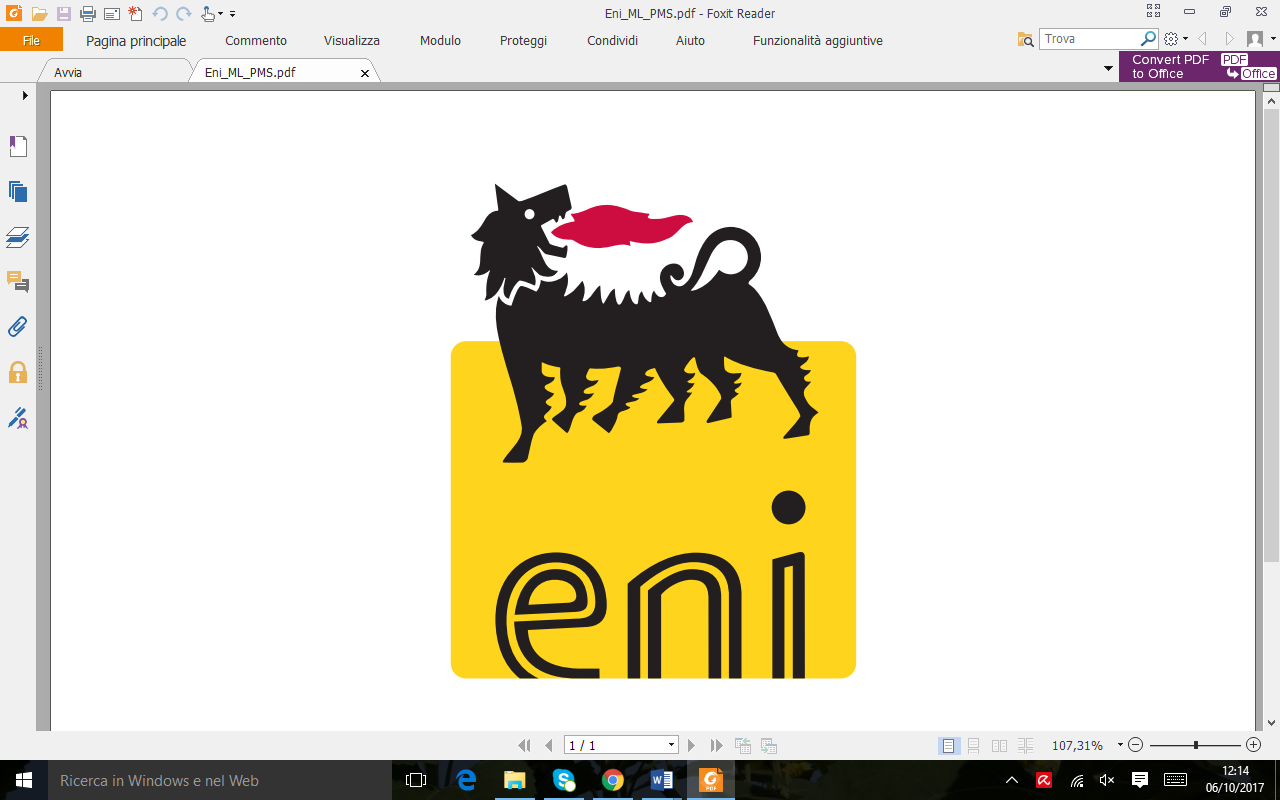 Eni_ML_PMS.pdf - Foxit Reader
File Pagina principale Commento Visualizza Modulo Proteggi Condividi Aiuto Funzionalità aggiuntive Trova
Avvia Eni_ML_PMS.pdf
Convert PDF to Office
PDF
Office
eni
1 / 1
107,31%
Ricerca in Windows e nel Web
PDF
12:14
06/10/2017